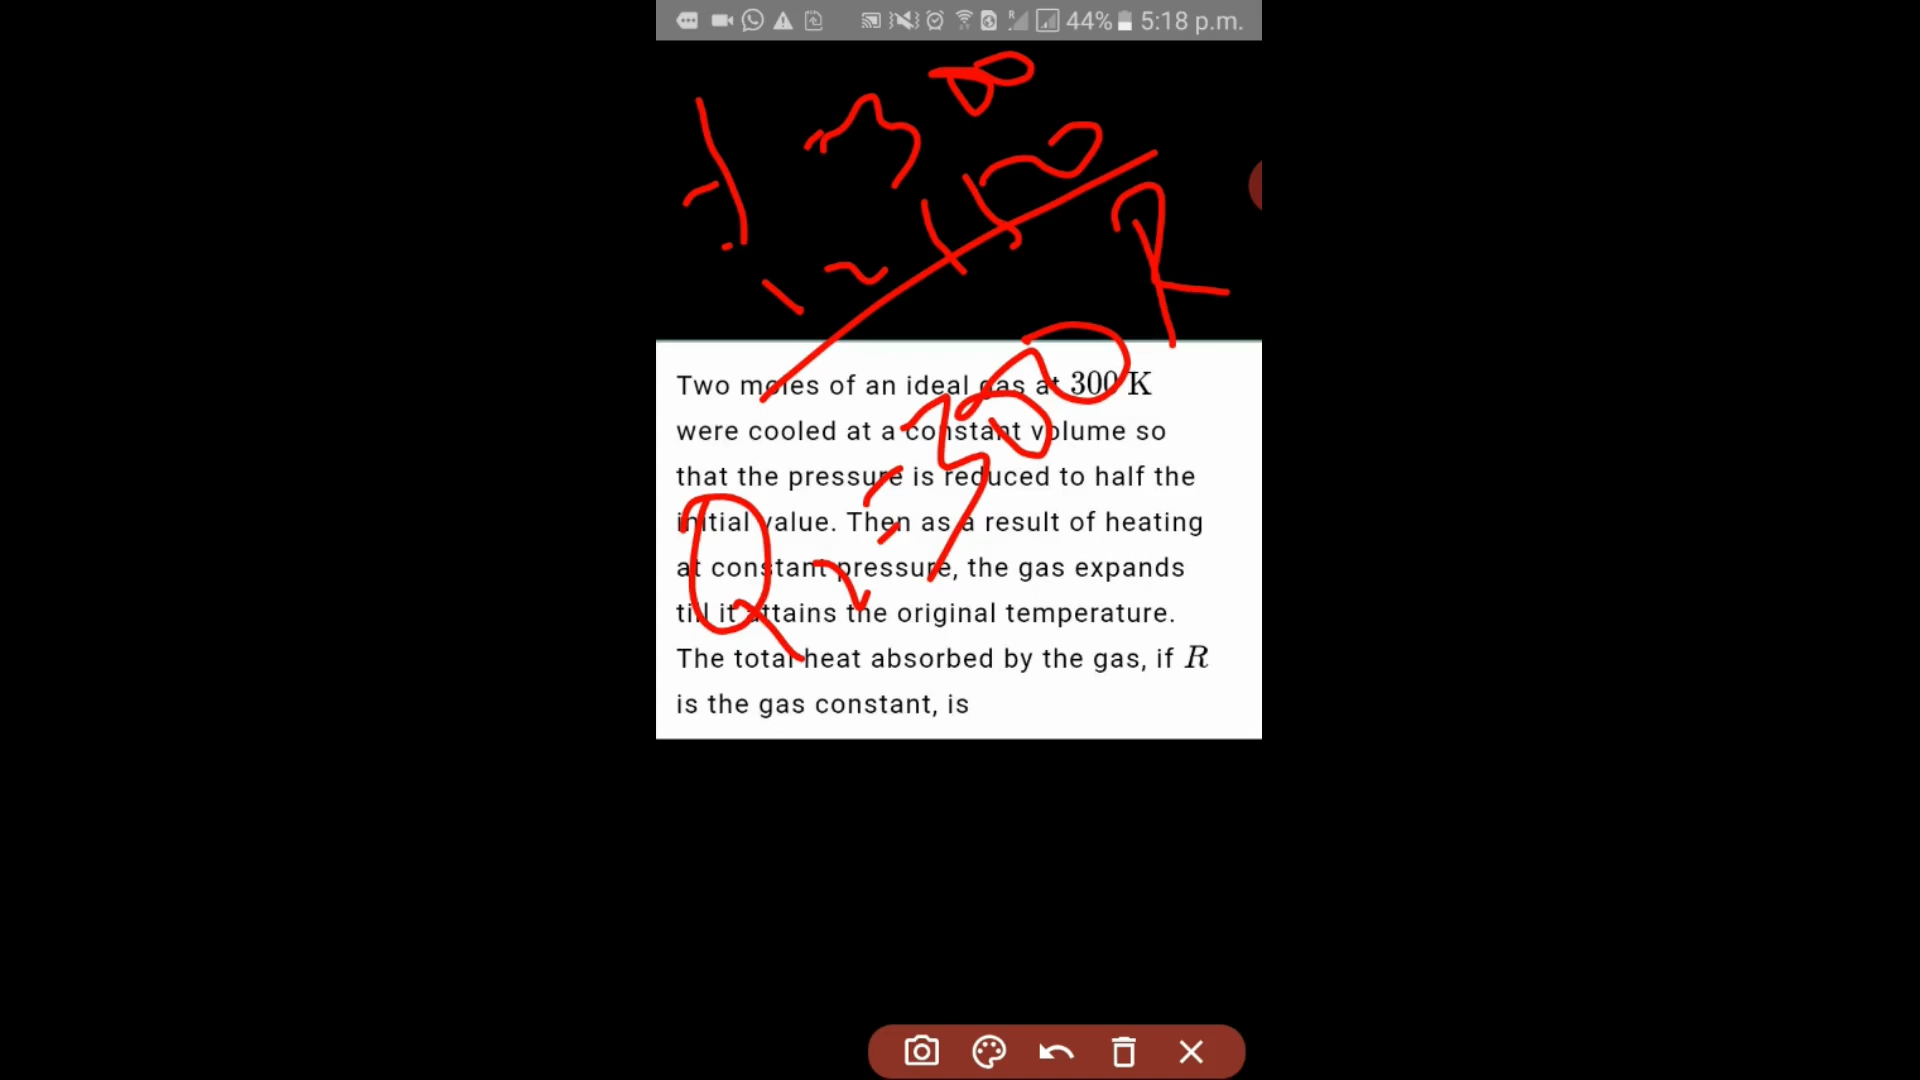 44% 5:18 p.m.
Two moles of an ideal gas at 300 K
were cooled at a constant volume so
that the pressure is reduced to half the
initial value. Then as a result of heating
at constant pressure, the gas expands
till it attains the original temperature.
The total heat absorbed by the gas, if R
is the gas constant, is